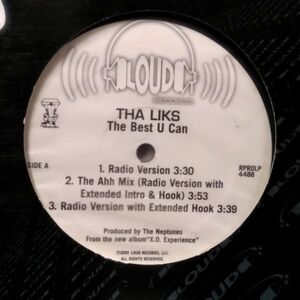 LOUD
THA LIKS
The Best U Can
SIDE A
RPROLP
4486
1. Radio Version 3:30
2. The Ahh Mix (Radio Version with
Extended Intro & Hook) 3:53
3. Radio Version with Extended Hook 3:39
Produced by The Neptunes
From the new album "X.O. Experience"
℗2001 LOUD RECORDS, LLC.
ALL RIGHTS RESERVED.